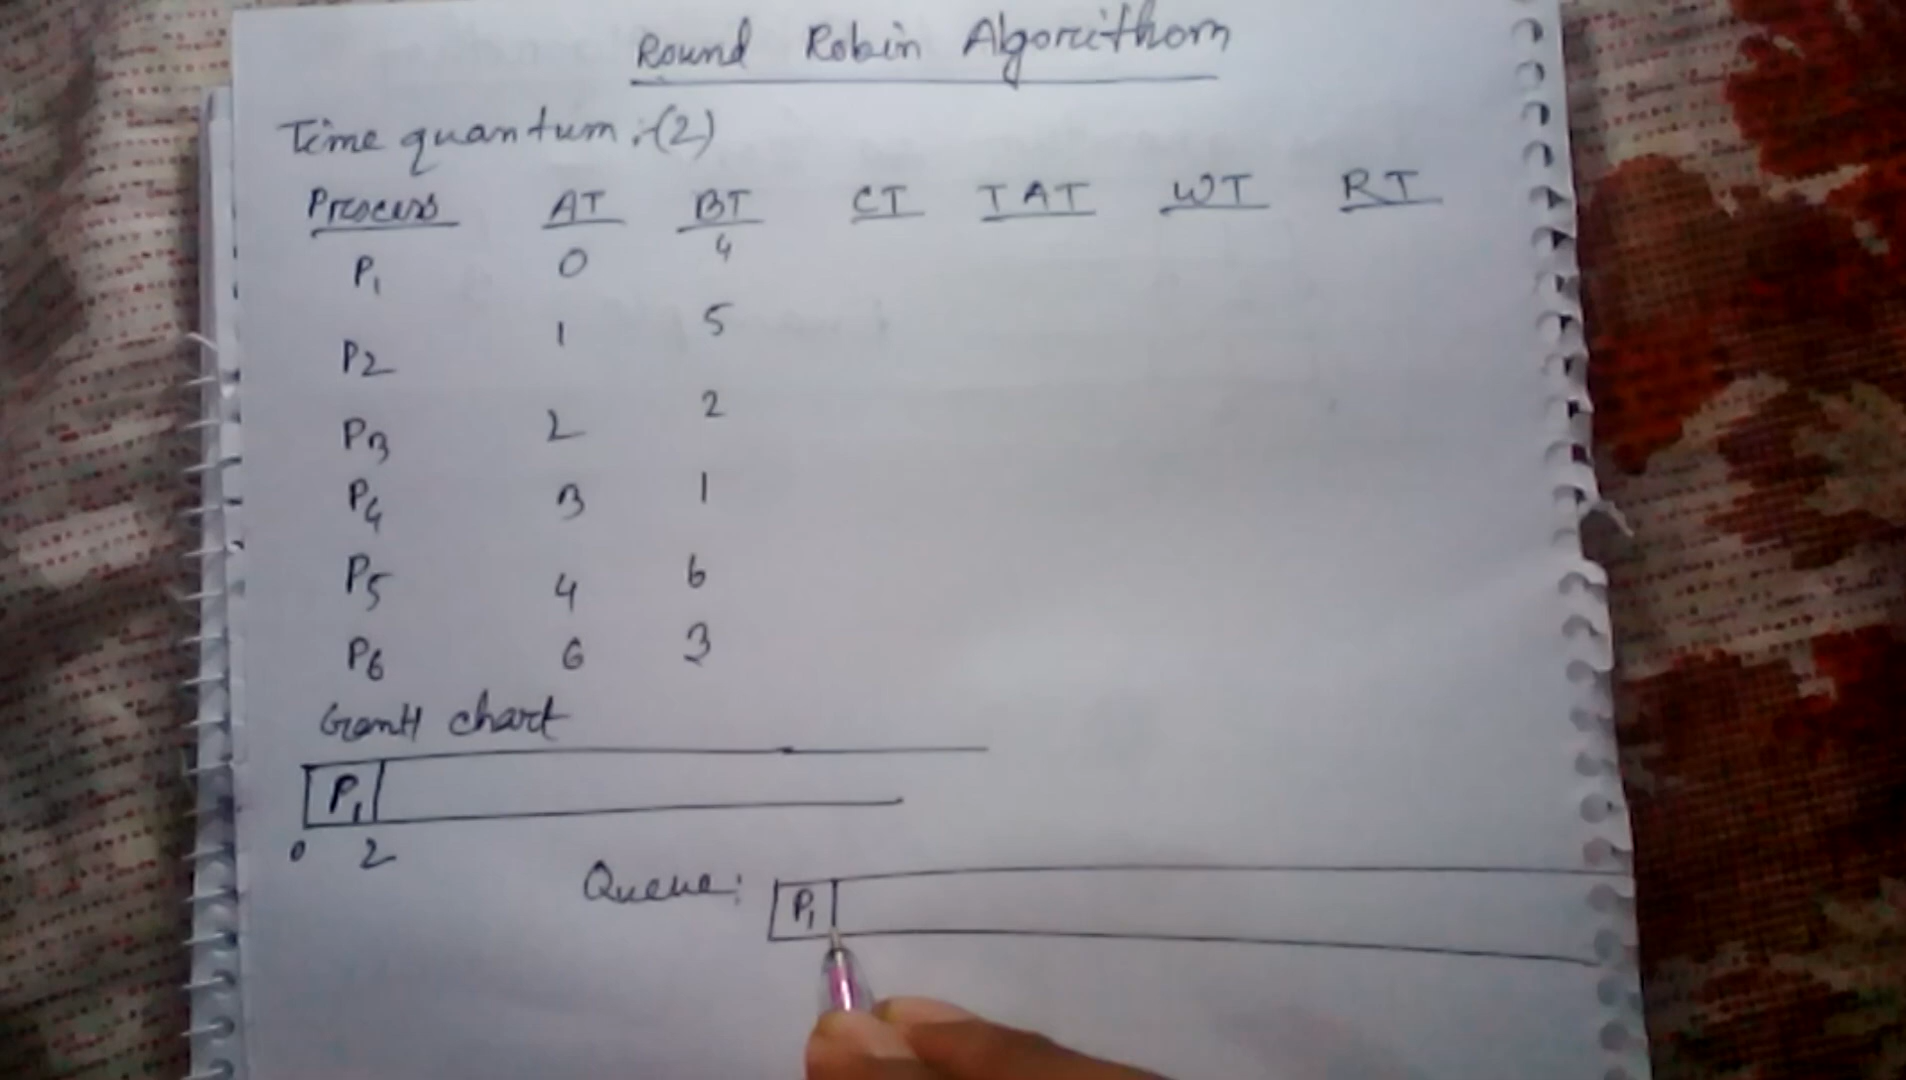 Round Robin Algorithom
Time quantum :- (2)
Process AT BT CT TAT WT RT
P1 0 4
P2 1 5
P3 2 2
P4 3 1
P5 4 6
P6 6 3
Gantt chart
P1
0 2
Queue: P1